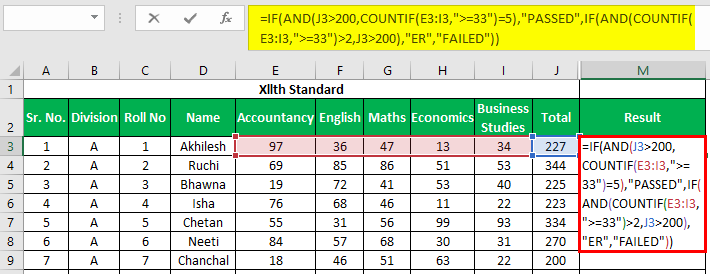 =IF(AND(J3>200,COUNTIF(E3:I3,">=33")=5),"PASSED",IF(AND(COUNTIF(
E3:I3,">=33")>2,J3>200),"ER","FAILED"))
fx
A B C D E F G H I J M
1 XIIth Standard
2 Sr. No. Division Roll No Name Accountancy English Maths Economics Business Studies Total Result
3 1 A 1 Akhilesh 97 36 47 13 34 227
4 2 A 2 Ruchi 69 85 86 51 53 344
5 3 A 3 Bhawna 19 72 41 53 40 225
6 4 A 4 Isha 76 68 46 11 22 223
7 5 A 5 Chetan 55 31 56 99 93 334
8 6 A 6 Neeti 84 57 68 30 31 270
9 7 A 7 Chanchal 18 46 51 63 22 200
=IF(AND(J3>200,
COUNTIF(E3:I3,">=
33")=5),"PASSED",IF(
AND(COUNTIF(E3:I3,
">=33")>2,J3>200),
"ER","FAILED"))